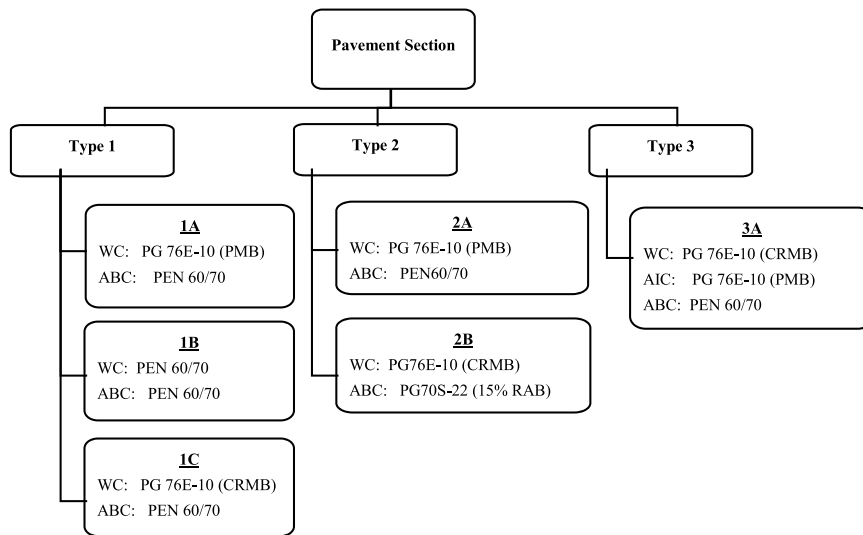 Pavement Section
Type 1
Type 2
Type 3
1A
WC: PG 76E-10 (PMB)
ABC: PEN 60/70
1B
WC: PEN 60/70
ABC: PEN 60/70
1C
WC: PG 76E-10 (CRMB)
ABC: PEN 60/70
2A
WC: PG 76E-10 (PMB)
ABC: PEN60/70
2B
WC: PG76E-10 (CRMB)
ABC: PG70S-22 (15% RAB)
3A
WC: PG 76E-10 (CRMB)
AIC: PG 76E-10 (PMB)
ABC: PEN 60/70